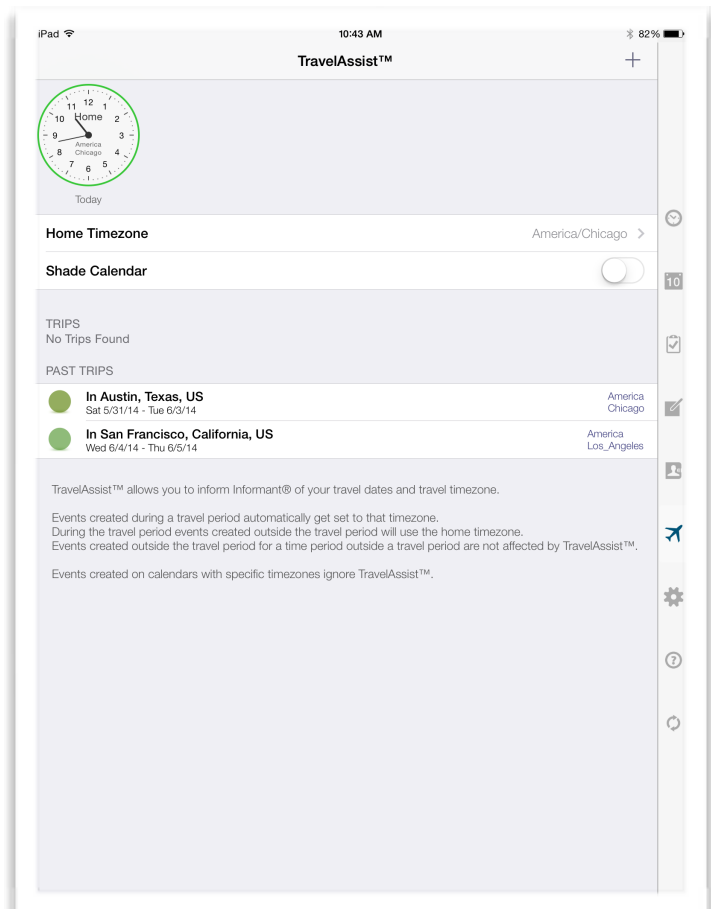 iPad 10:43 AM 82%
TravelAssist™ +
12
11 1
10 Home 2
9 3
America
8 Chicago 4
7 5
6
Today
Home Timezone America/Chicago >
Shade Calendar
10
TRIPS
No Trips Found
PAST TRIPS
In Austin, Texas, US America
Sat 5/31/14 - Tue 6/3/14 Chicago
In San Francisco, California, US America
Wed 6/4/14 - Thu 6/5/14 Los_Angeles
TravelAssist™ allows you to inform Informant® of your travel dates and travel timezone.
Events created during a travel period automatically get set to that timezone.
During the travel period events created outside the travel period will use the home timezone.
Events created outside the travel period for a time period outside a travel period are not affected by TravelAssist™.
Events created on calendars with specific timezones ignore TravelAssist™.
?